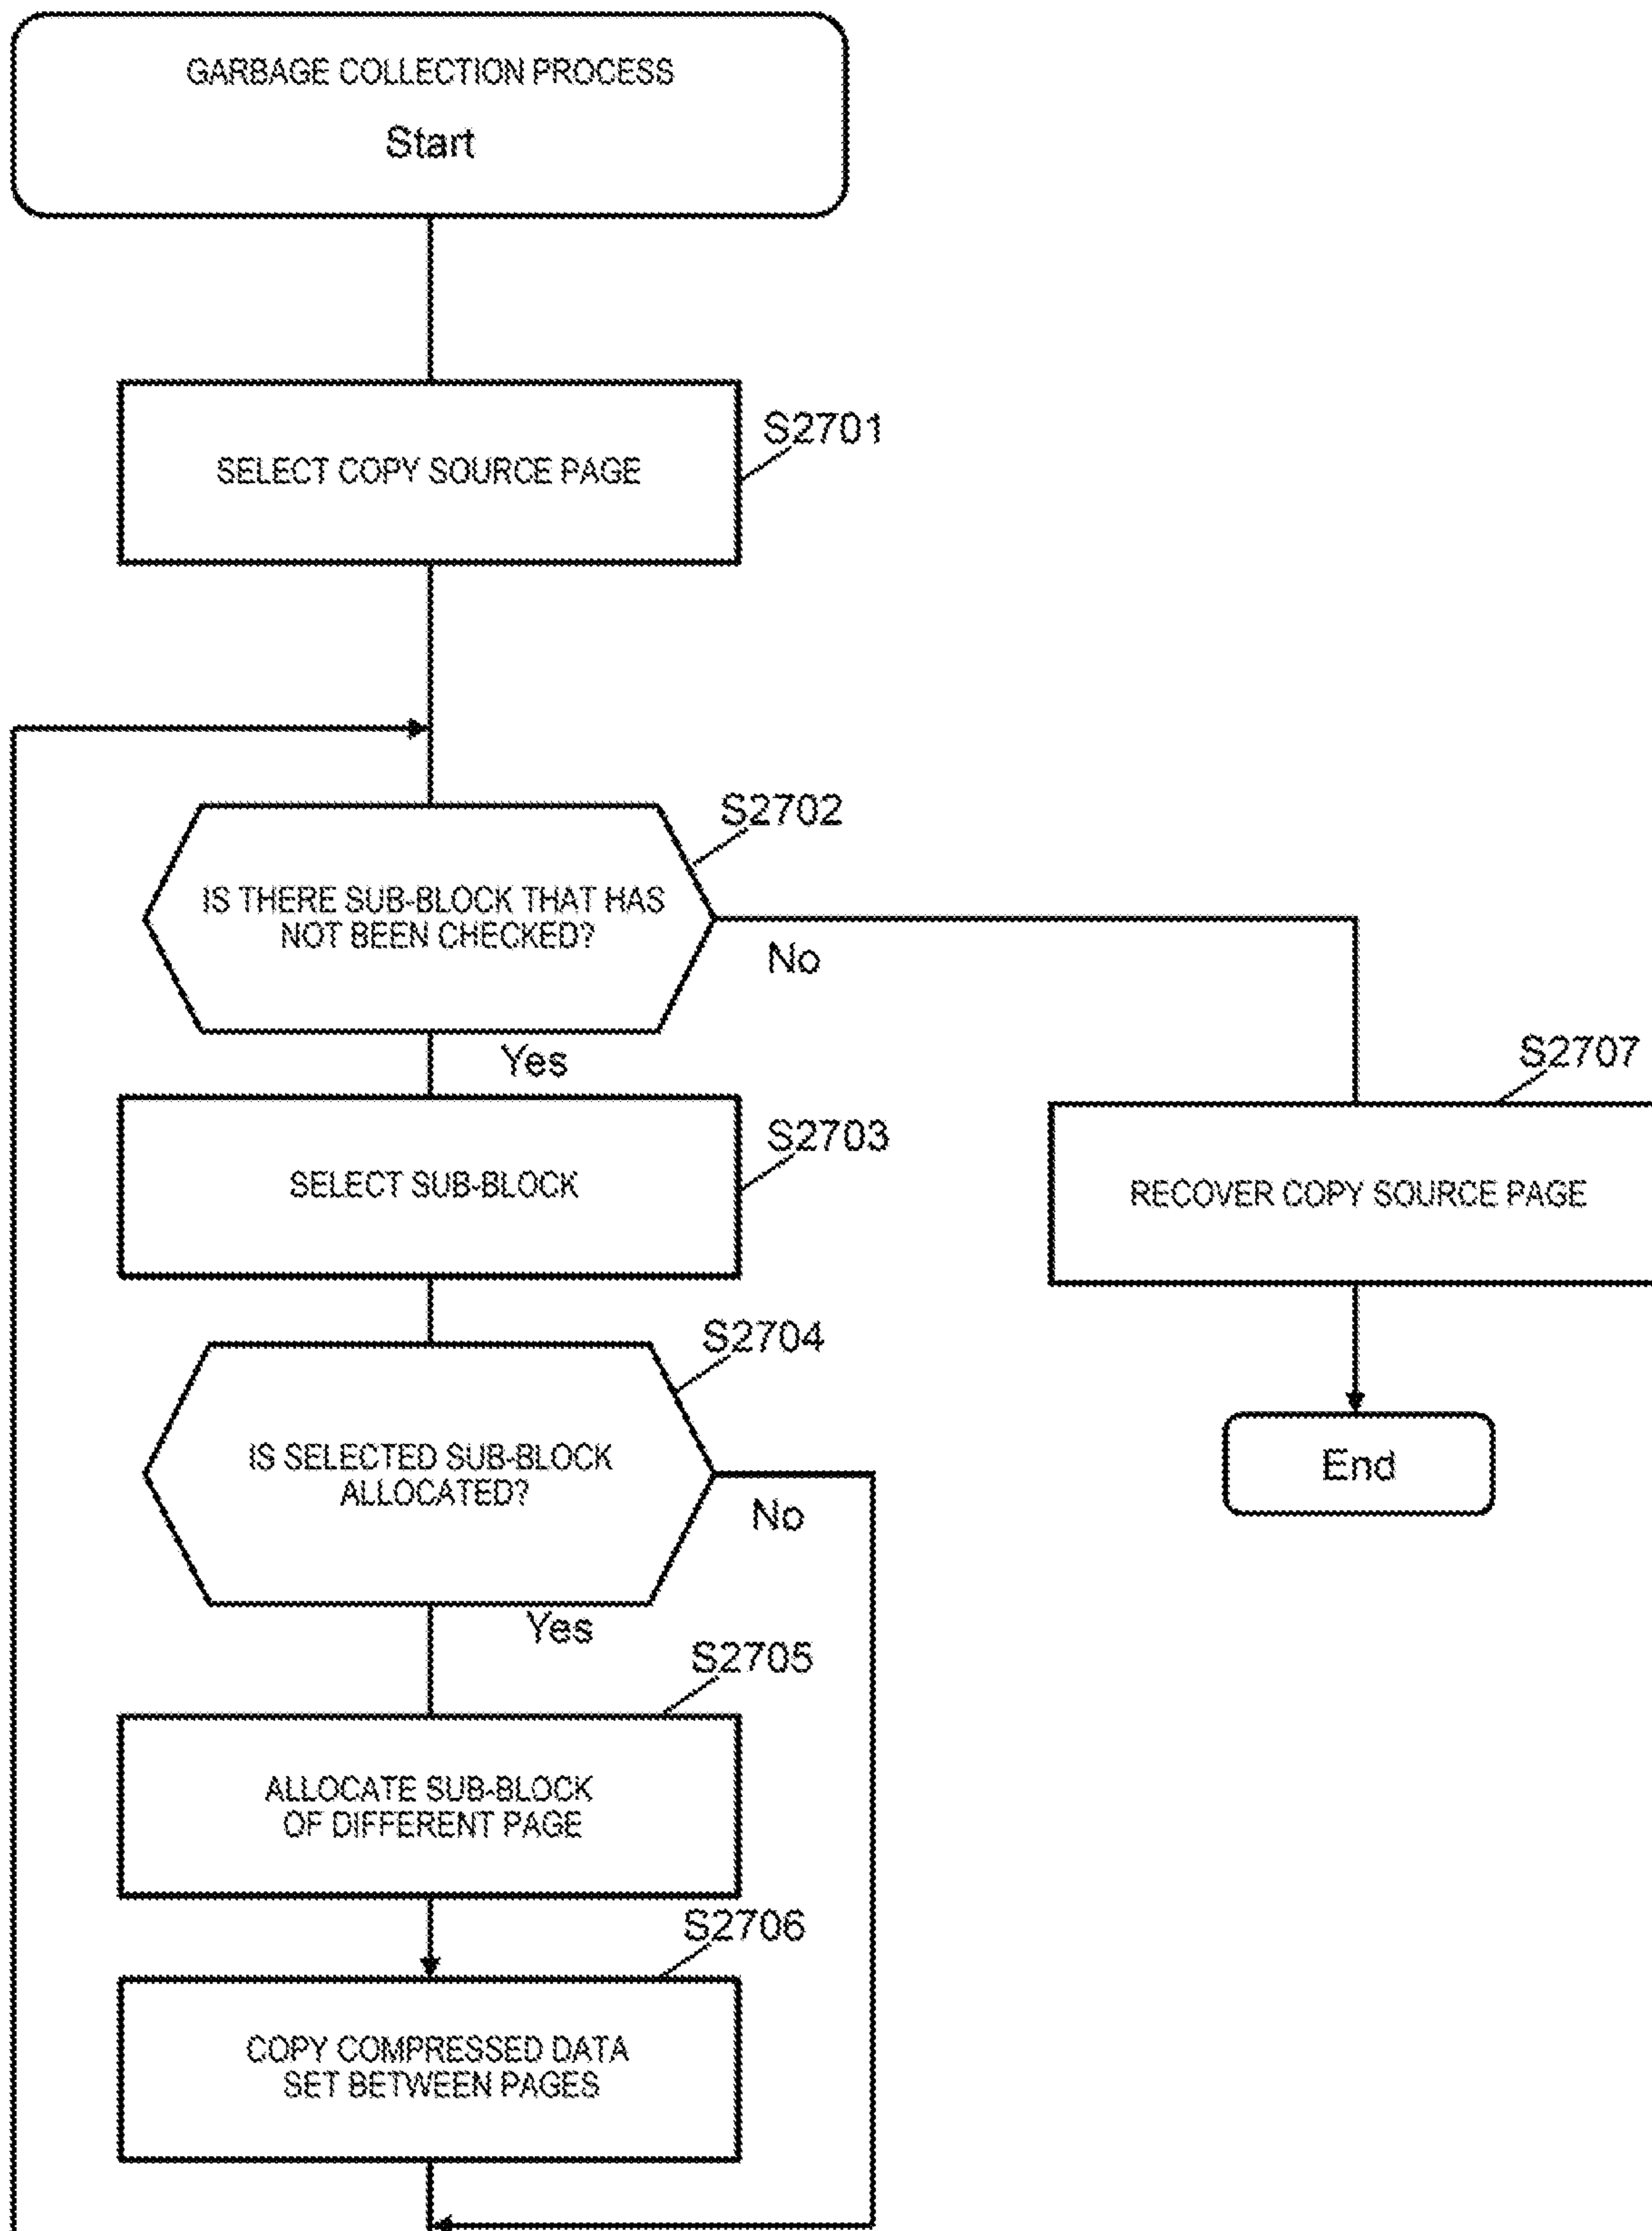 GARBAGE COLLECTION PROCESS
Start
S2701
SELECT COPY SOURCE PAGE
S2702
IS THERE SUB-BLOCK THAT HAS
NOT BEEN CHECKED?
No
Yes
S2703
SELECT SUB-BLOCK
S2707
RECOVER COPY SOURCE PAGE
S2704
IS SELECTED SUB-BLOCK
ALLOCATED?
No
End
Yes
S2705
ALLOCATE SUB-BLOCK
OF DIFFERENT PAGE
S2706
COPY COMPRESSED DATA
SET BETWEEN PAGES